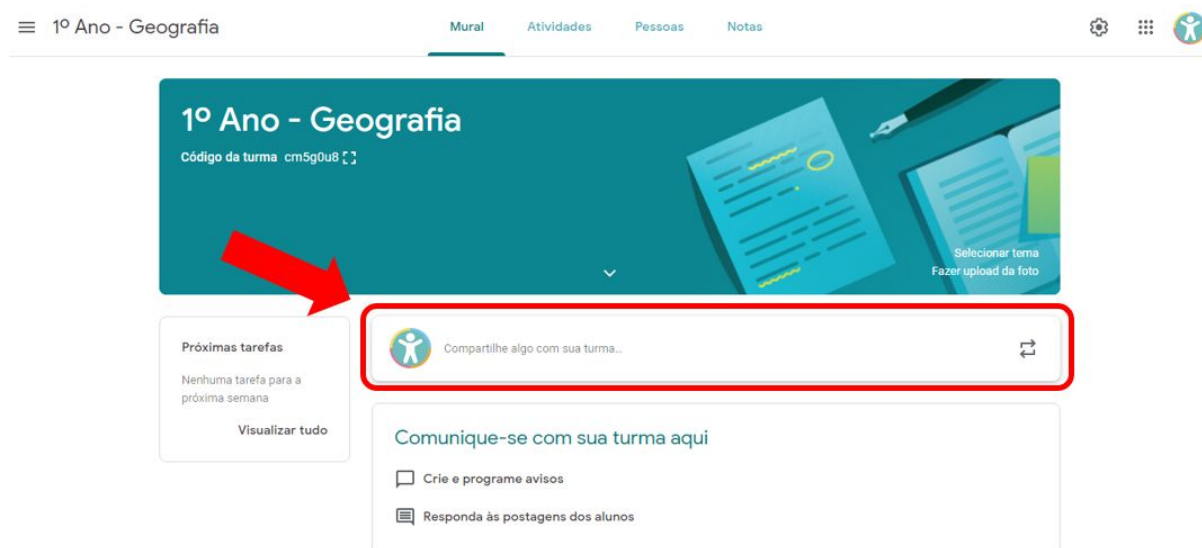 1º Ano - Geografia
Mural
Atividades
Pessoas
Notas
1º Ano - Geografia
Código da turma cm5g0u8
Selecionar tema
Fazer upload da foto
Próximas tarefas
Nenhuma tarefa para a
próxima semana
Visualizar tudo
Compartilhe algo com sua turma...
Comunique-se com sua turma aqui
Crie e programe avisos
Responda às postagens dos alunos